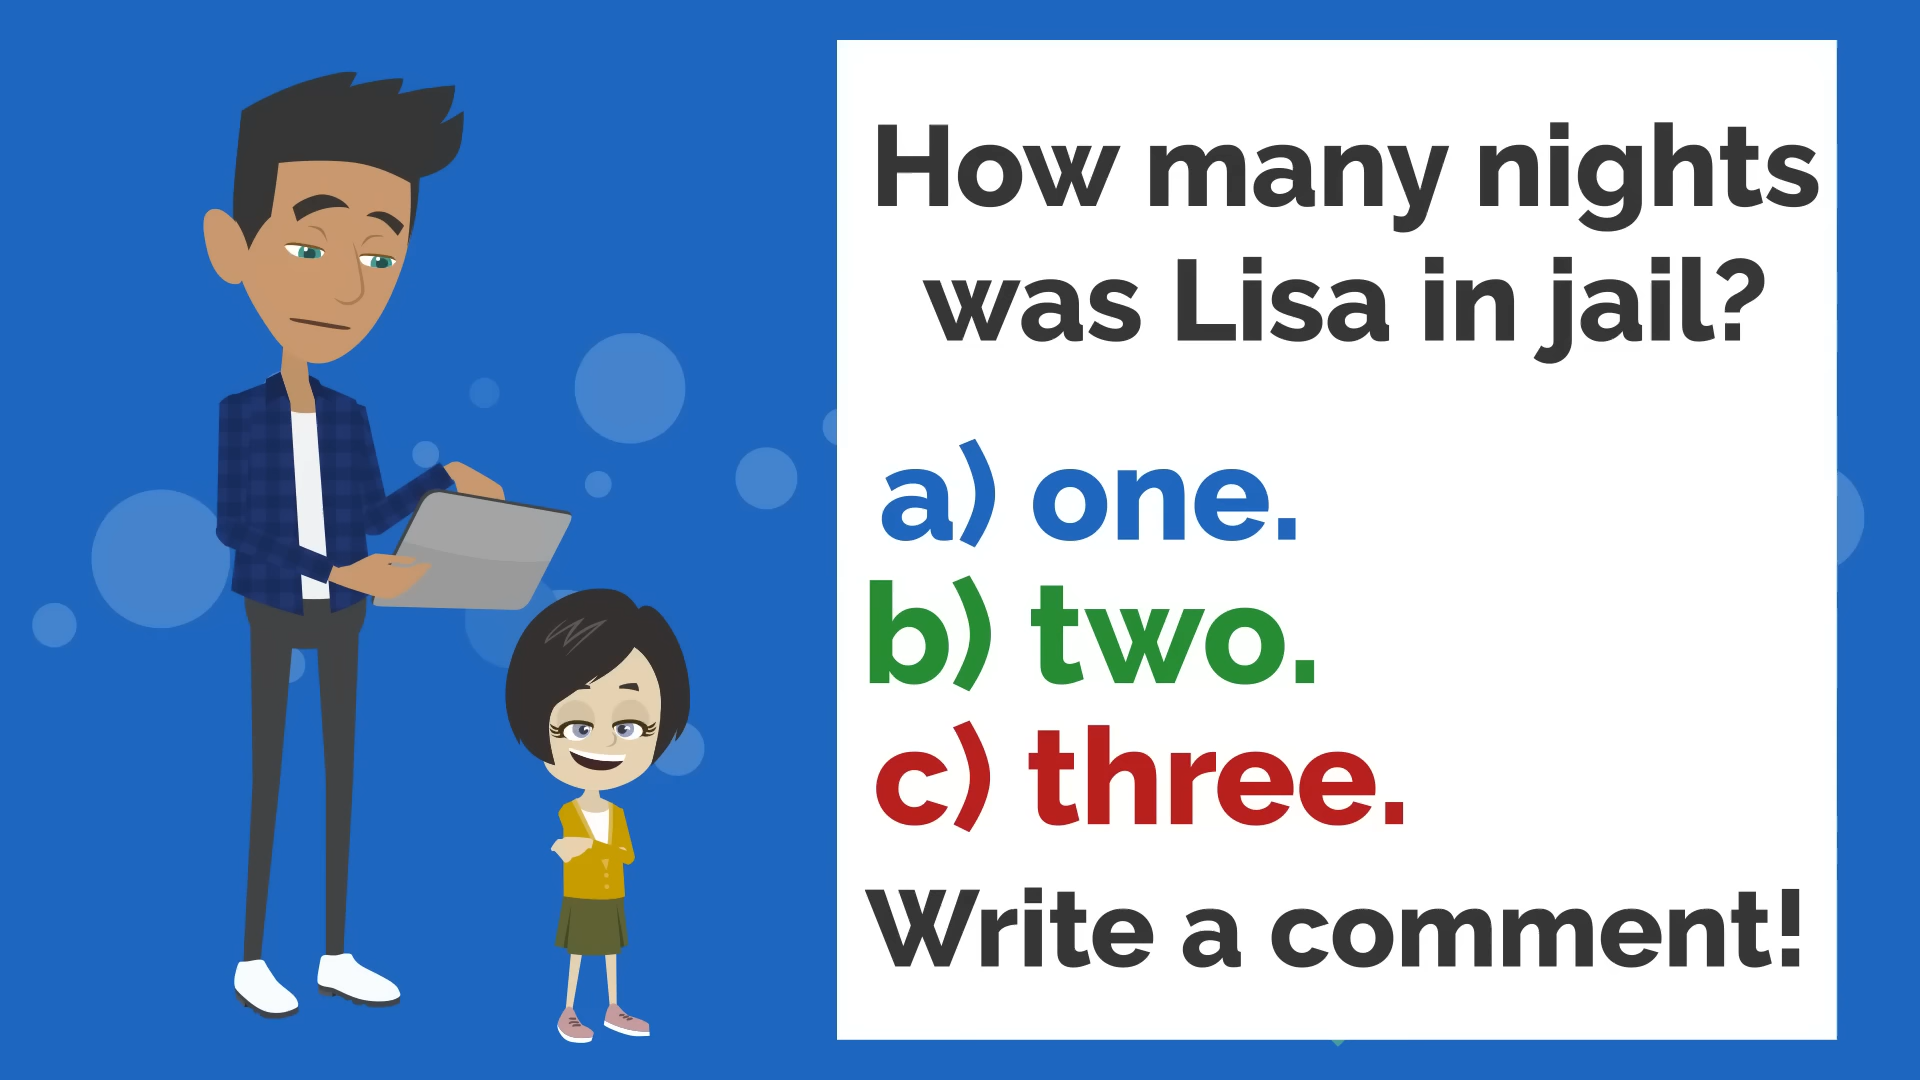 How many nights
was Lisa in jail?
a) one.
b) two.
c) three.
Write a comment!